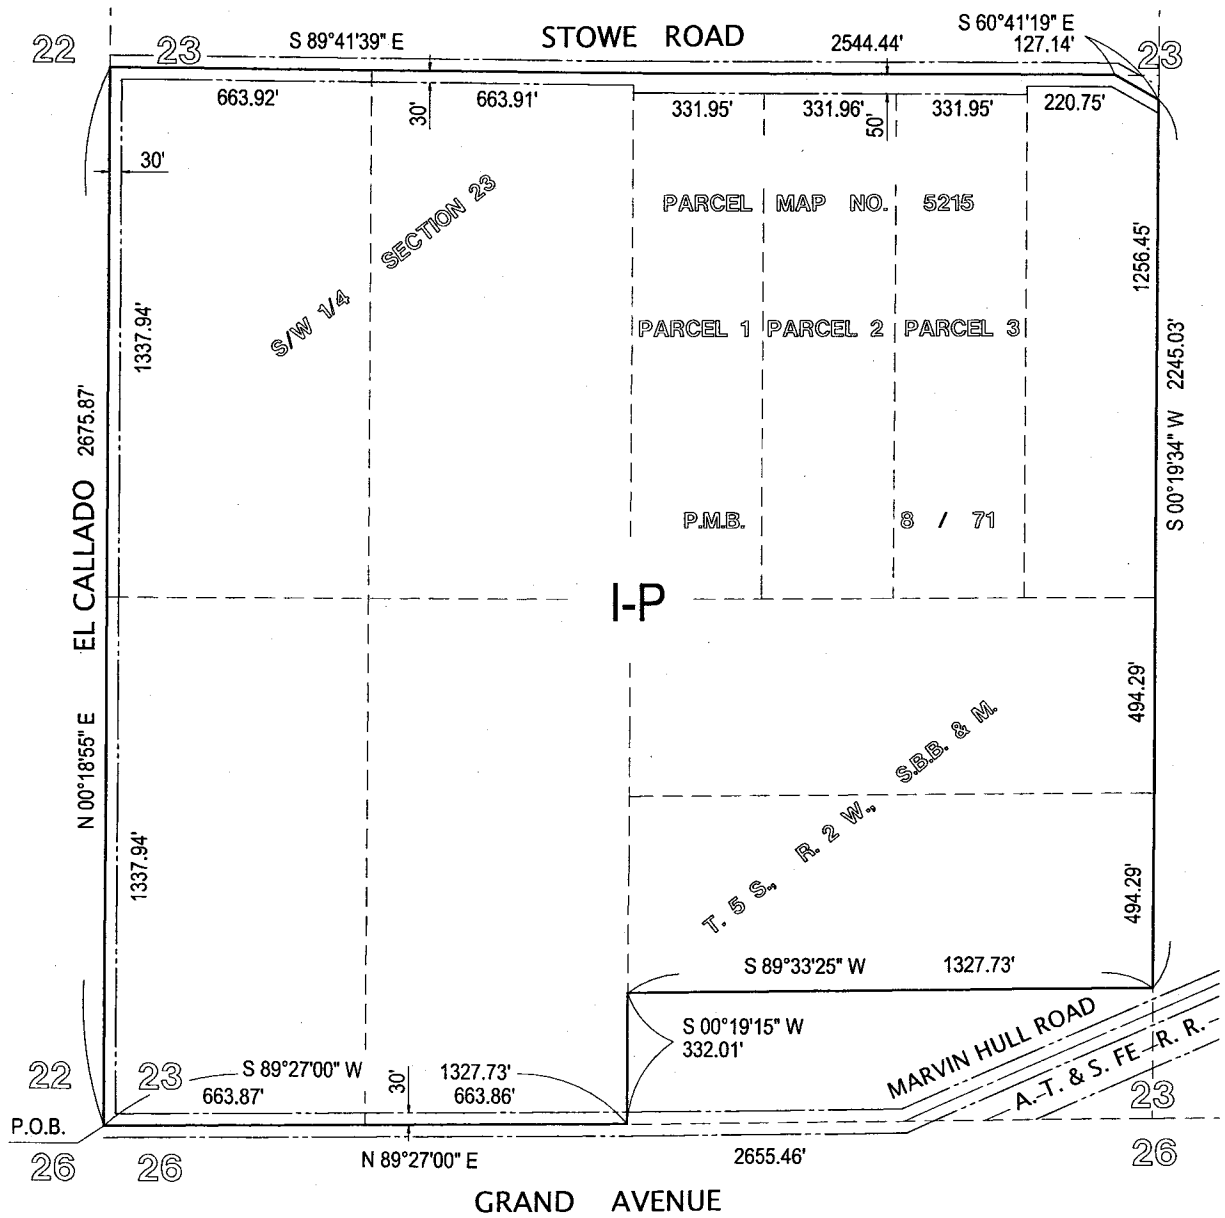 22
23
S 89°41'39" E
STOWE ROAD
2544.44'
S 60°41'19" E
127.14'
23
663.92'
30'
663.91'
331.95'
331.96'
50'
331.95'
220.75'
30'
PARCEL MAP NO. 5215
S/W 1/4 SECTION 23
1256.45'
1337.94'
PARCEL 1
PARCEL 2
PARCEL 3
EL CALLADO 2675.87'
S 00°19'34" W 2245.03'
P.M.B. 8 / 71
I-P
N 00°18'55" E
494.29'
T. 5 S., R. 2 W., S.B.B. & M.
1337.94'
494.29'
S 89°33'25" W 1327.73'
S 00°19'15" W
332.01'
MARVIN HULL ROAD
A.-T. & S. FE R. R.
22
23
S 89°27'00" W
663.87'
30'
1327.73'
663.86'
23
P.O.B.
26
26
N 89°27'00" E
2655.46'
26
GRAND AVENUE